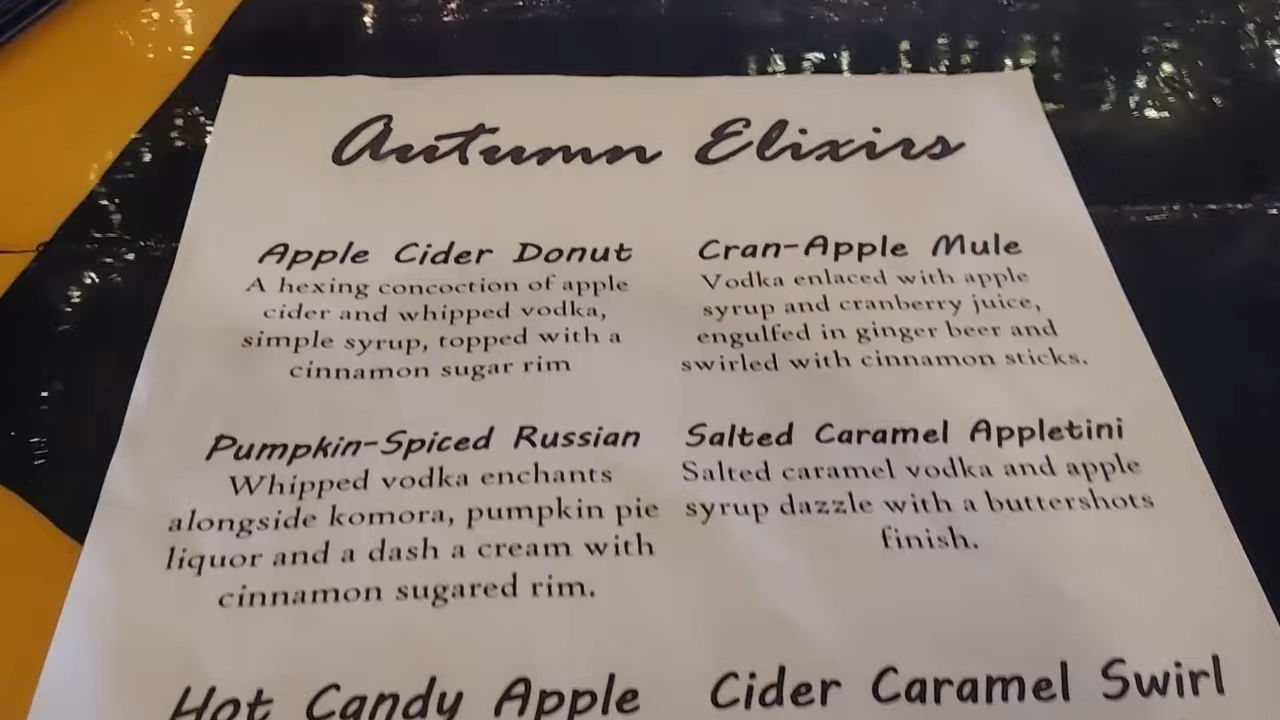 Autumn Elixirs
Apple Cider Donut
A hexing concoction of apple
cider and whipped vodka,
simple syrup, topped with a
cinnamon sugar rim
Cran-Apple Mule
Vodka enlaced with apple
syrup and cranberry juice,
engulfed in ginger beer and
swirled with cinnamon sticks.
Pumpkin-Spiced Russian
Whipped vodka enchants
alongside komora, pumpkin pie
liquor and a dash a cream with
cinnamon sugared rim.
Salted Caramel Appletini
Salted caramel vodka and apple
syrup dazzle with a buttershots
finish.
Hot Candy Apple
Cider Caramel Swirl